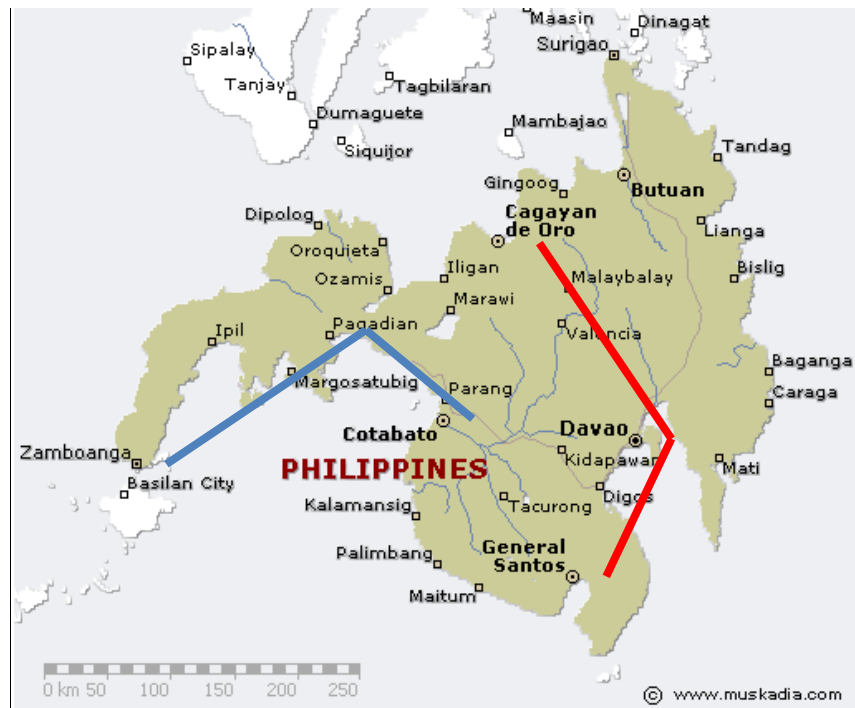 Maasin
Dinagat
Surigao
Sipalay
Tanjay
Tagbilaran
Dumaguete
Mambajao
Siquijor
Tandag
Gingoog
Butuan
Dipolog
Cagayan
de Oro
Lianga
Oroquieta
Iligan
Bislig
Ozamis
Malaybalay
Marawi
Ipil
Pagadian
Valencia
Baganga
Margosatubig
Parang
Caraga
Cotabato
Davao
Zamboanga
PHILIPPINES
Kidapawan
Mati
Basilan City
Digos
Kalamansig
Tacurong
Palimbang
General
Santos
Maitum
0 km 50 100 150 200 250
© www.muskadia.com